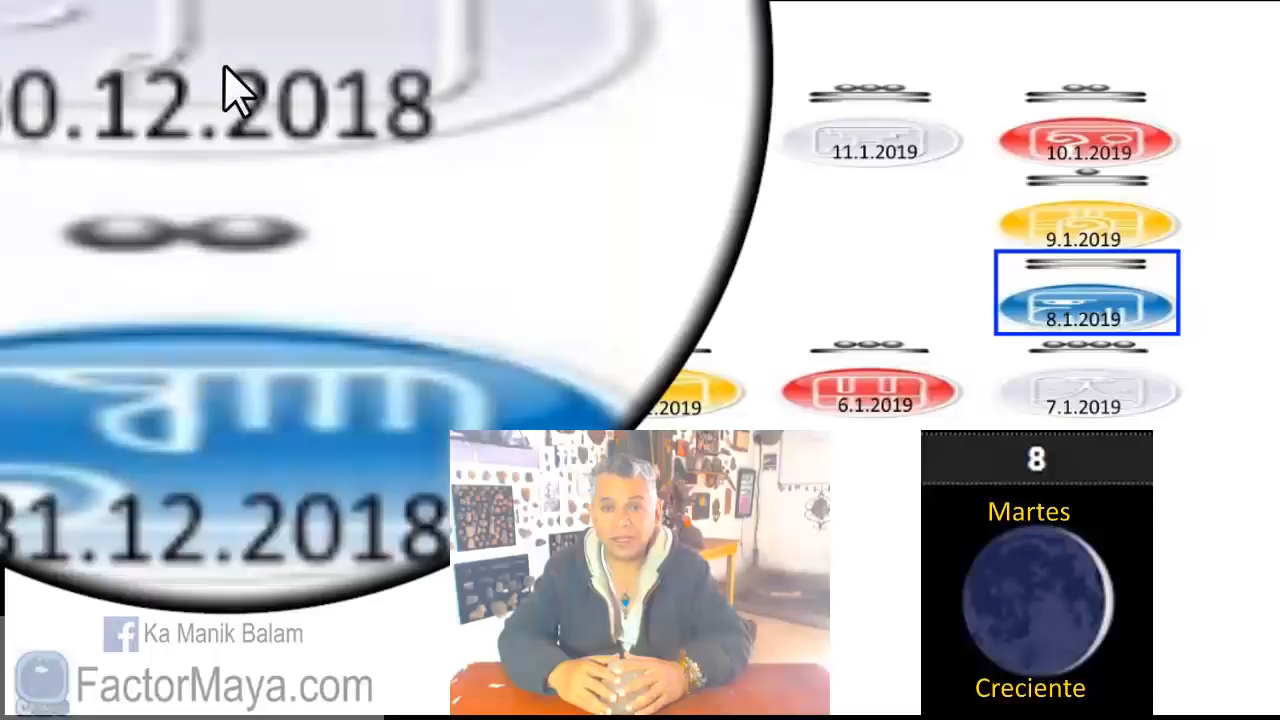 30.12.2018
31.12.2018
11.1.2019
10.1.2019
9.1.2019
8.1.2019
.2019
6.1.2019
7.1.2019
8
Martes
Creciente
Ka Manik Balam
FactorMaya.com